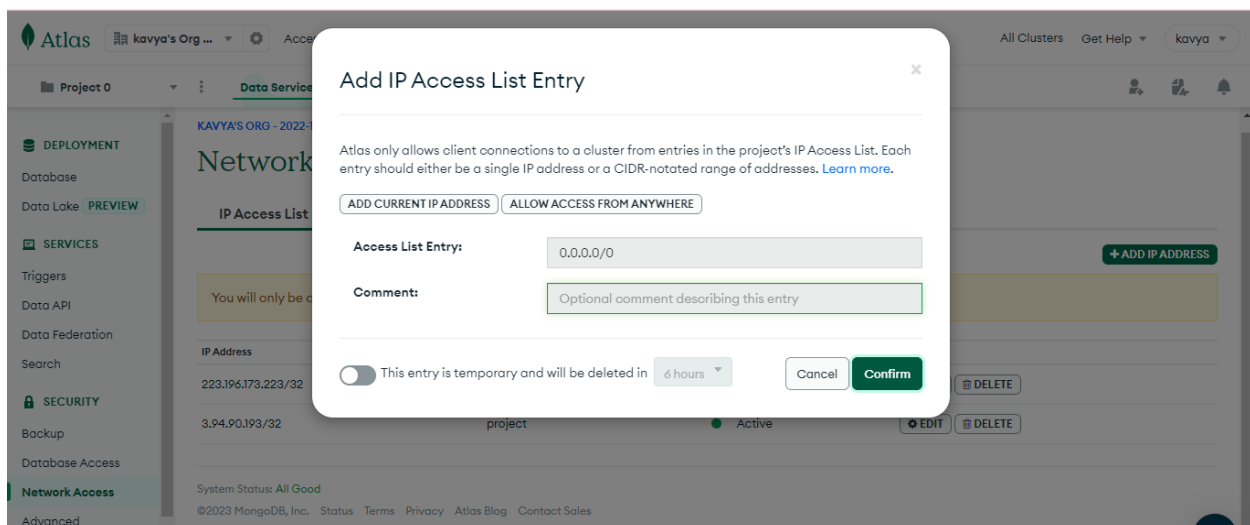 Atlas kavya's Org ... Acce All Clusters Get Help kavya
Project 0 Data Service
Add IP Access List Entry
Atlas only allows client connections to a cluster from entries in the project's IP Access List. Each
entry should either be a single IP address or a CIDR-notated range of addresses. Learn more.
ADD CURRENT IP ADDRESS ALLOW ACCESS FROM ANYWHERE
Access List Entry: 0.0.0.0/0
Comment: Optional comment describing this entry
This entry is temporary and will be deleted in 6 hours Cancel Confirm
DEPLOYMENT
Database
Data Lake PREVIEW
SERVICES
Triggers
Data API
Data Federation
Search
SECURITY
Backup
Database Access
Network Access
Advanced
KAVYA'S ORG - 2022-1
Network
IP Access List
+ ADD IP ADDRESS
You will only be
IP Address
223.196.173.223/32 DELETE
3.94.90.193/32 project Active EDIT DELETE
System Status: All Good
©2023 MongoDB, Inc. Status Terms Privacy Atlas Blog Contact Sales